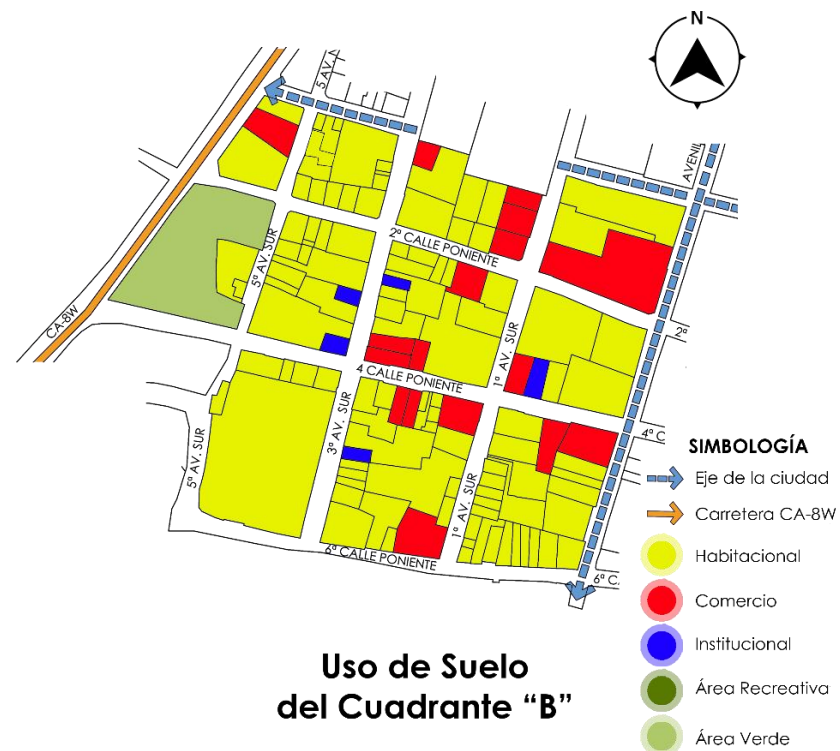 N
5 AV. N
AVENI
2ª CALLE PONIENTE
5ª AV. SUR
CA-8W
2ª
1ª AV. SUR
4 CALLE PONIENTE
3ª AV. SUR
5ª AV. SUR
4ª C
1ª AV. SUR
6ª CALLE PONIENTE
6ª C
SIMBOLOGÍA
Eje de la ciudad
Carretera CA-8W
Habitacional
Comercio
Institucional
Área Recreativa
Área Verde
Uso de Suelo
del Cuadrante “B”